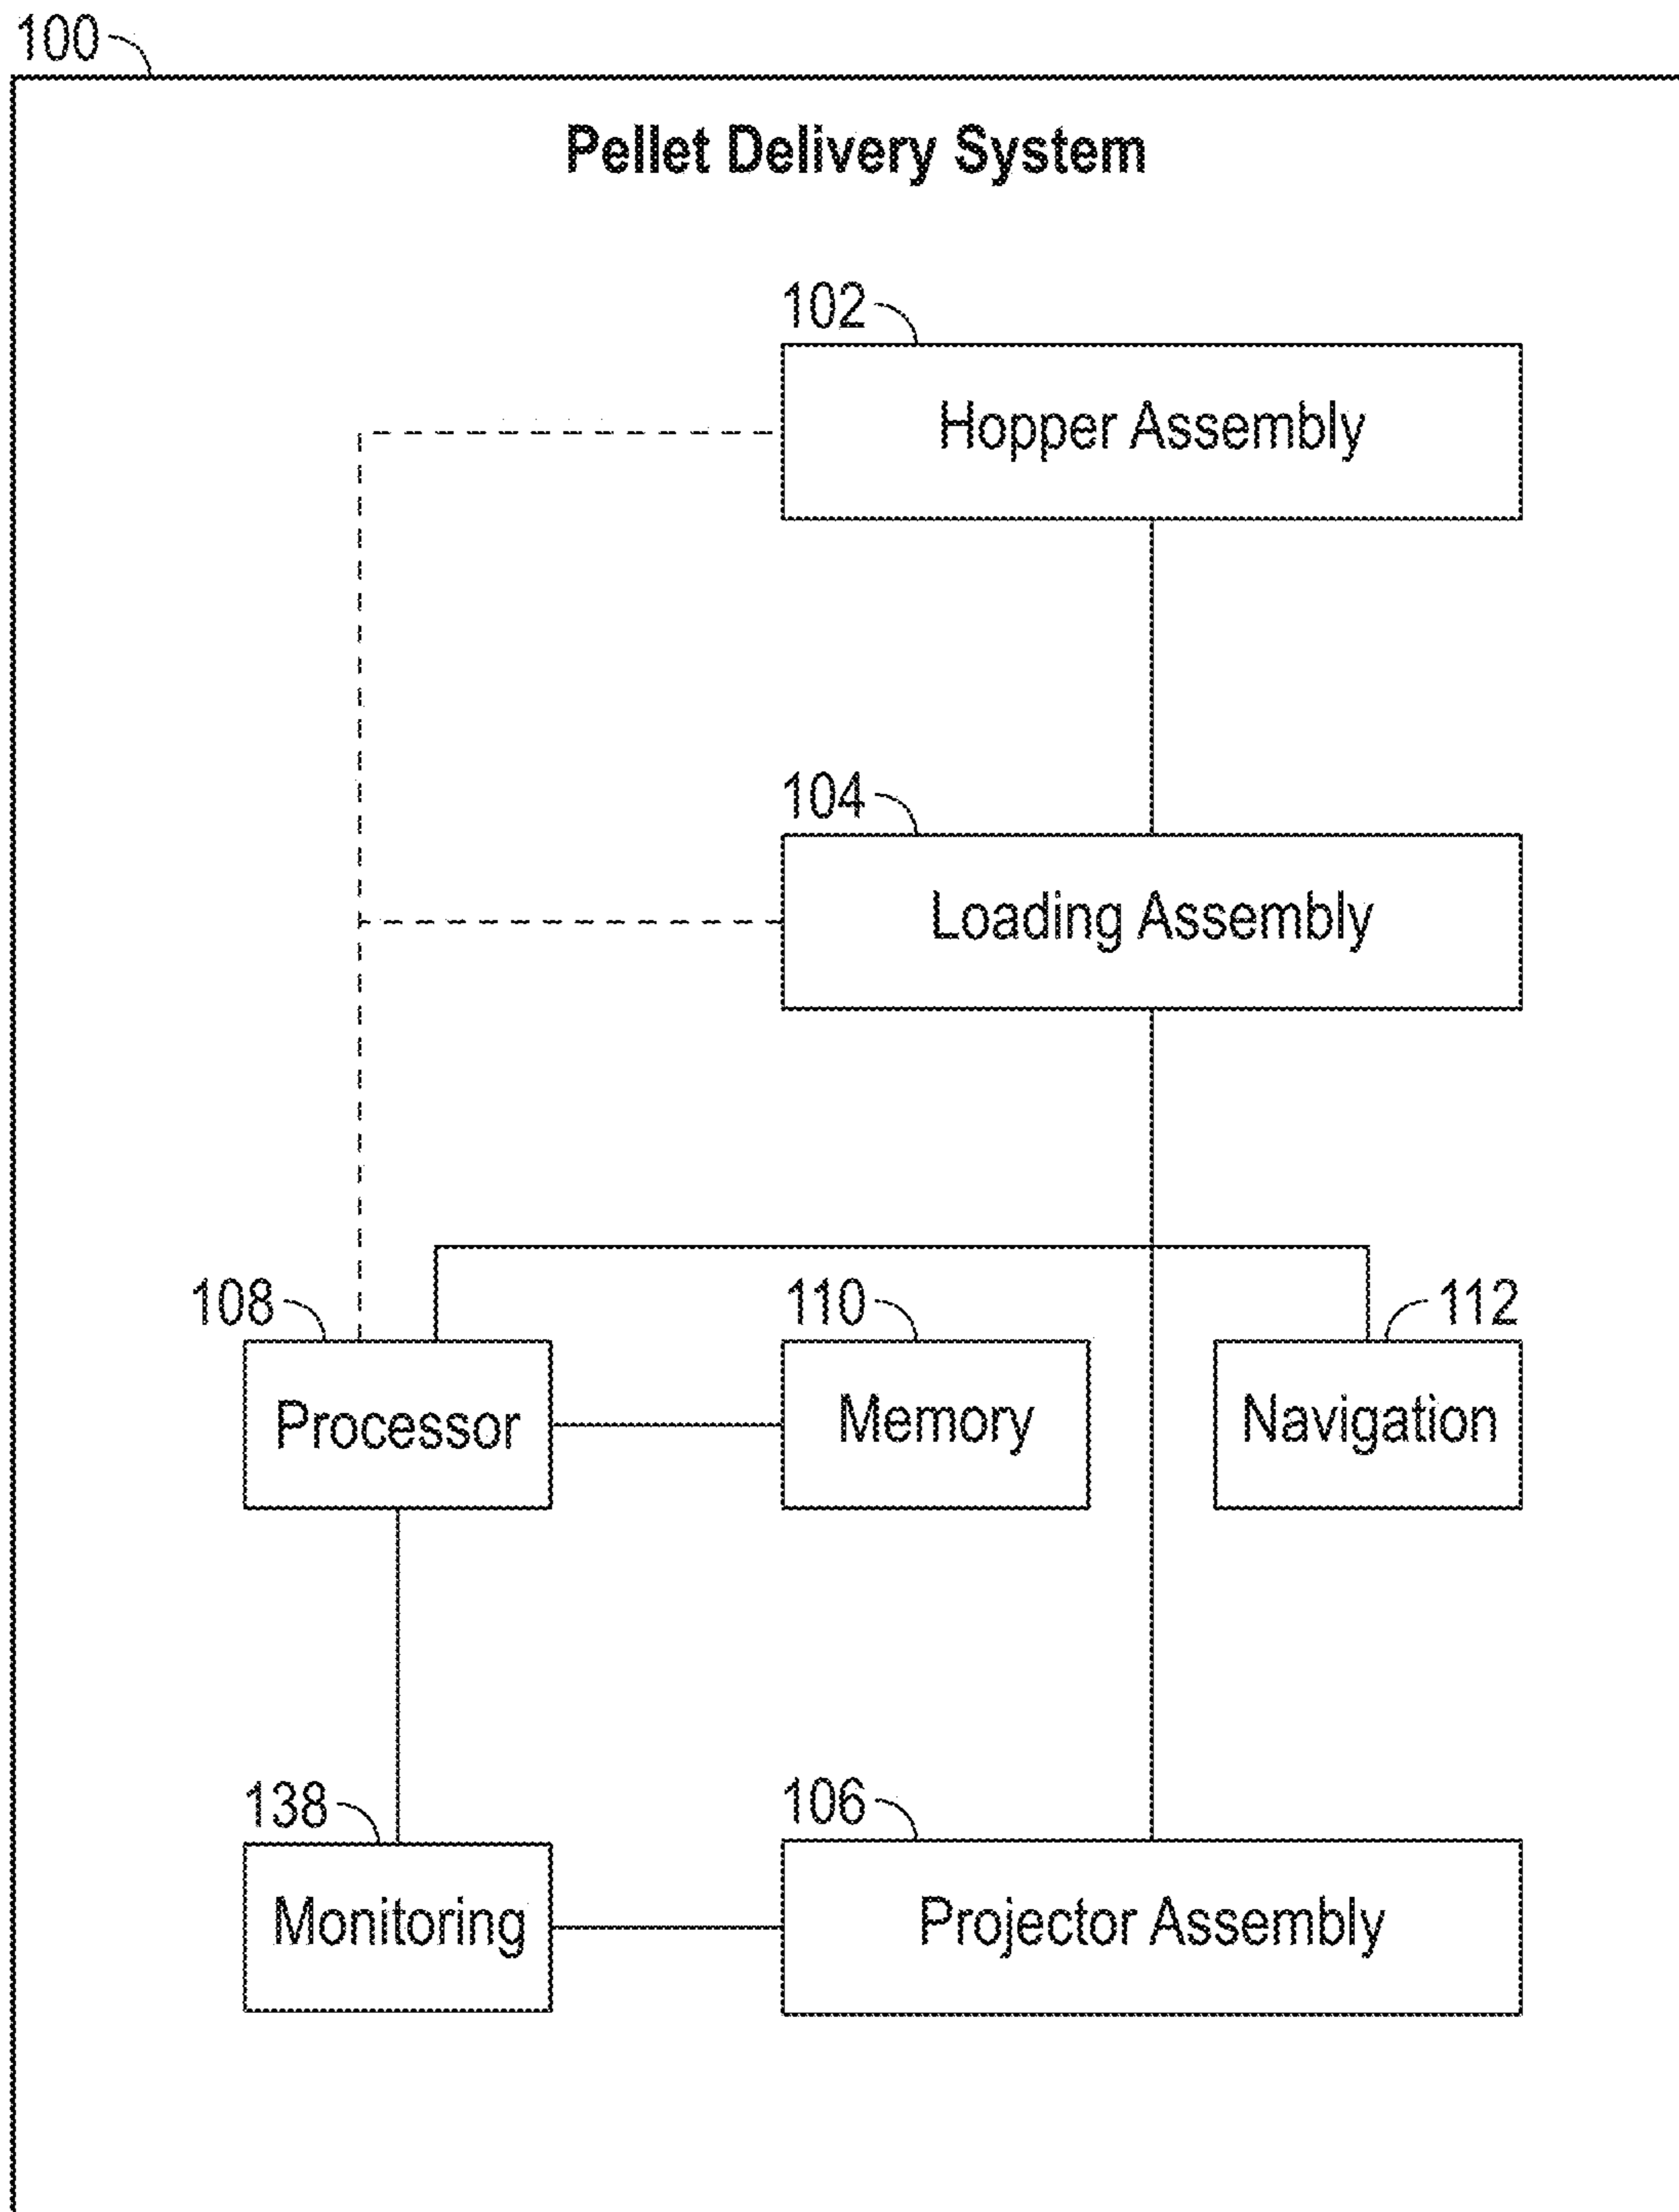 100
Pellet Delivery System
102
Hopper Assembly
104
Loading Assembly
108
110
112
Processor
Memory
Navigation
138
106
Monitoring
Projector Assembly